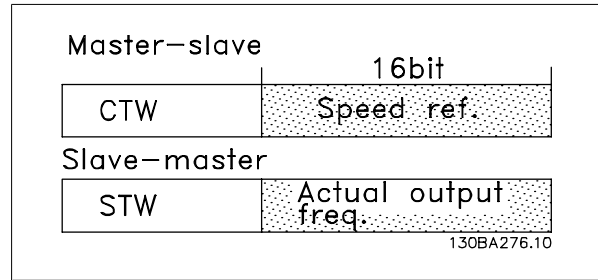 Master-slave
16bit
CTW
Speed ref.
Slave-master
STW
Actual output
freq.
130BA276.10